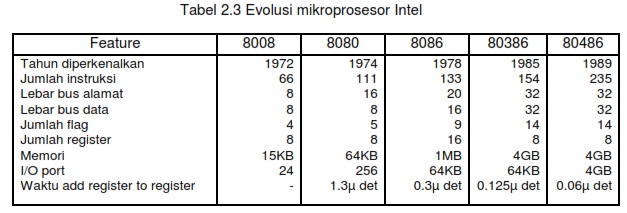 Tabel 2.3 Evolusi mikroprosesor Intel
Feature 8008 8080 8086 80386 80486
Tahun diperkenalkan 1972 1974 1978 1985 1989
Jumlah instruksi 66 111 133 154 235
Lebar bus alamat 8 16 20 32 32
Lebar bus data 8 8 16 32 32
Jumlah flag 4 5 9 14 14
Jumlah register 8 8 16 8 8
Memori 15KB 64KB 1MB 4GB 4GB
I/O port 24 256 64KB 64KB 4GB
Waktu add register to register - 1.3μ det 0.3μ det 0.125μ det 0.06μ det